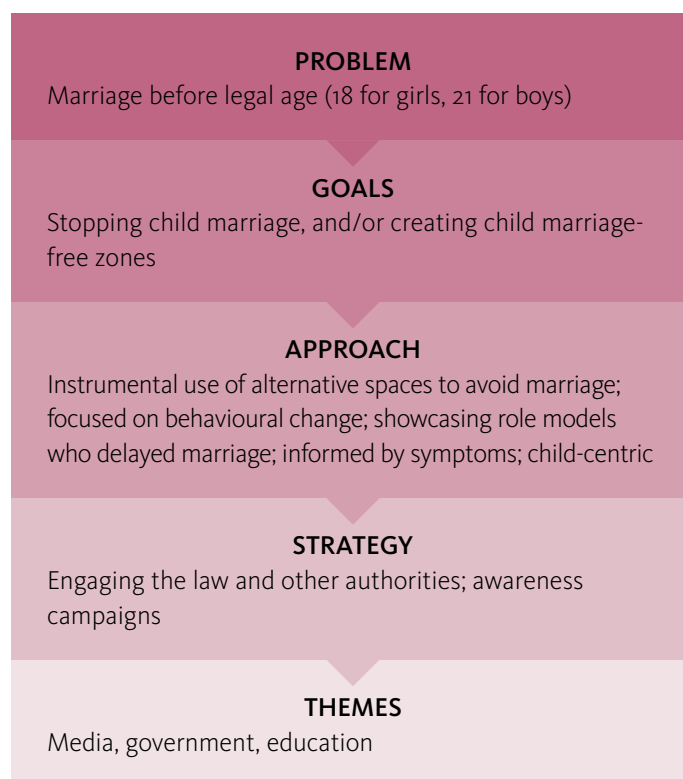 PROBLEM
Marriage before legal age (18 for girls, 21 for boys)
GOALS
Stopping child marriage, and/or creating child marriage-
free zones
APPROACH
Instrumental use of alternative spaces to avoid marriage;
focused on behavioural change; showcasing role models
who delayed marriage; informed by symptoms; child-centric
STRATEGY
Engaging the law and other authorities; awareness
campaigns
THEMES
Media, government, education